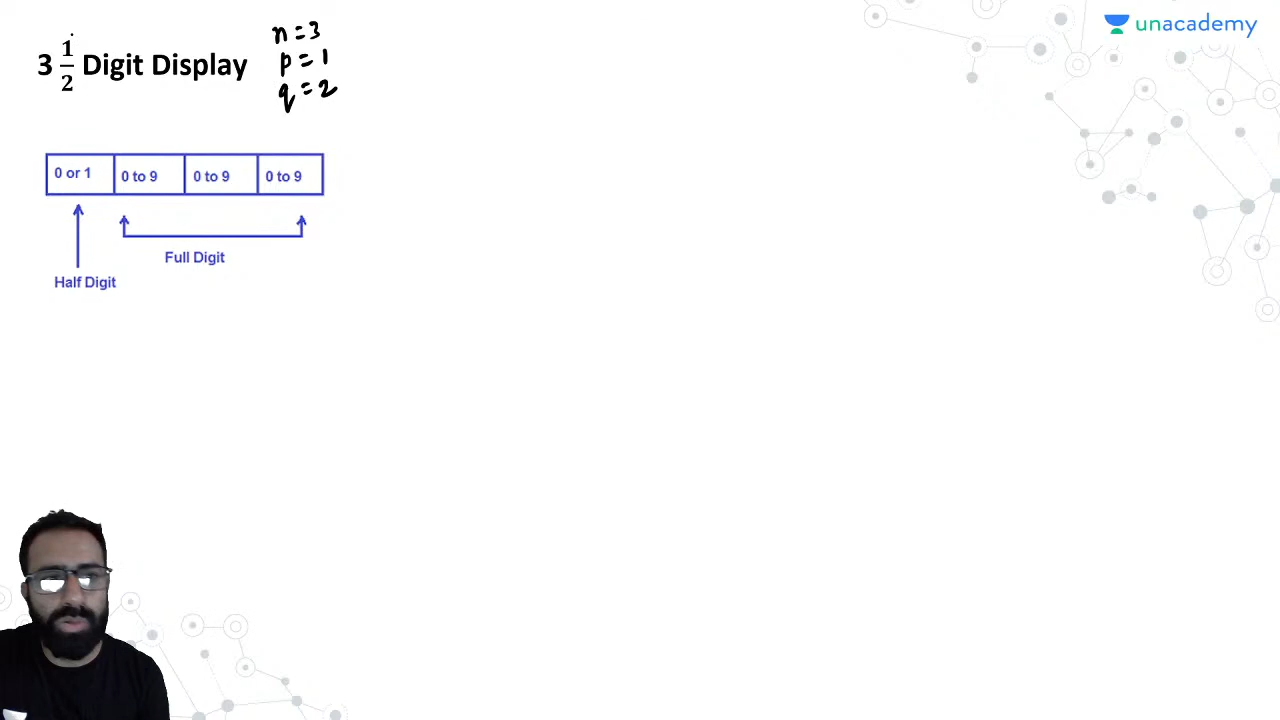 3 1/2 Digit Display
n = 3
p = 1
q = 2
unacademy
0 or 1 0 to 9 0 to 9 0 to 9
Full Digit
Half Digit